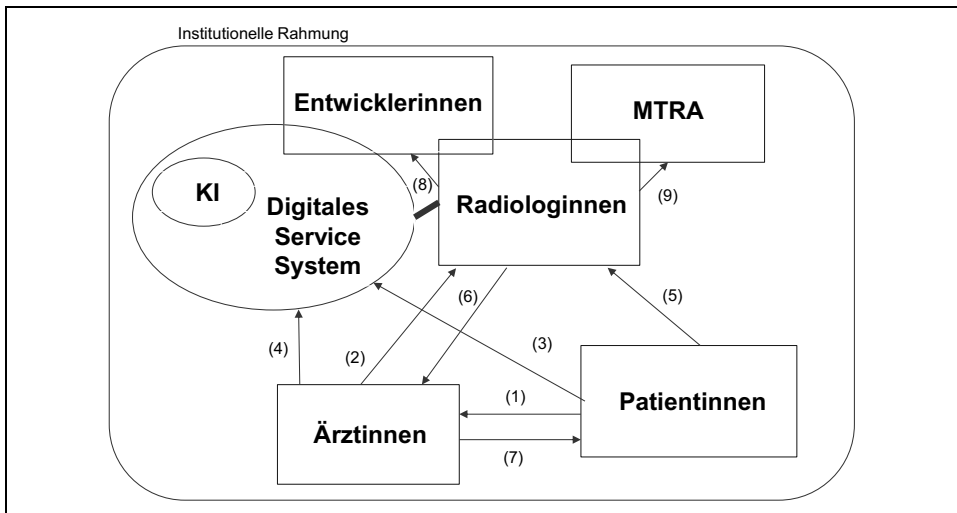 Institutionelle Rahmung
Entwicklerinnen
MTRA
KI
Digitales
Service
System
(8)
Radiologinnen
(9)
(6)
(5)
(4)
(2)
(3)
(1)
Patientinnen
Ärztinnen
(7)